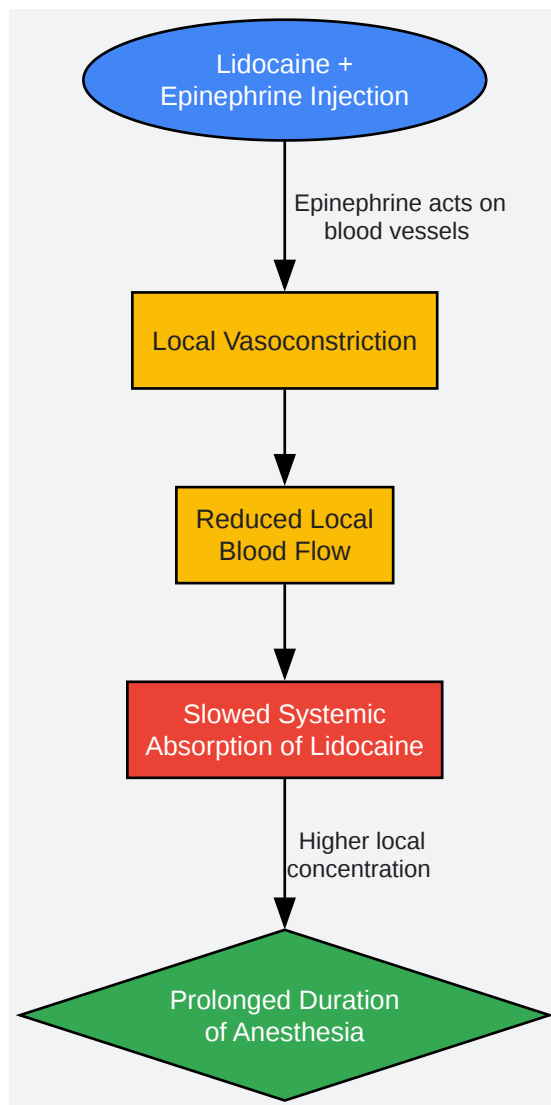 Lidocaine +
Epinephrine Injection
Epinephrine acts on
blood vessels
Local Vasoconstriction
Reduced Local
Blood Flow
Slowed Systemic
Absorption of Lidocaine
Higher local
concentration
Prolonged Duration
of Anesthesia